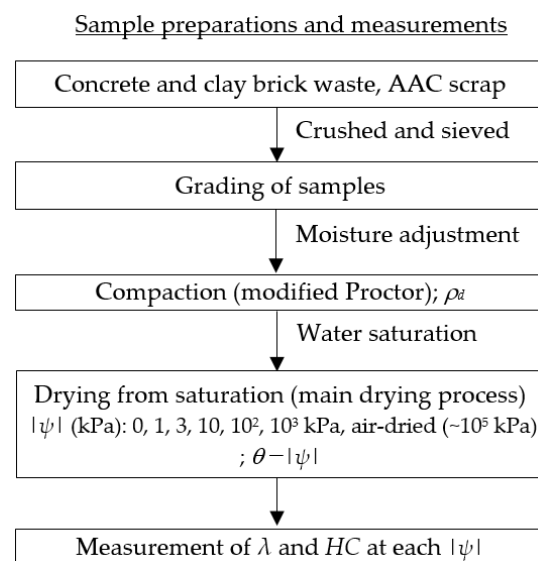 Sample preparations and measurements
Concrete and clay brick waste, AAC scrap
Crushed and sieved
Grading of samples
Moisture adjustment
Compaction (modified Proctor); ρd
Water saturation
Drying from saturation (main drying process)
|ψ| (kPa): 0, 1, 3, 10, 10², 10³ kPa, air-dried (~10⁵ kPa)
; θ−|ψ|
Measurement of λ and HC at each |ψ|